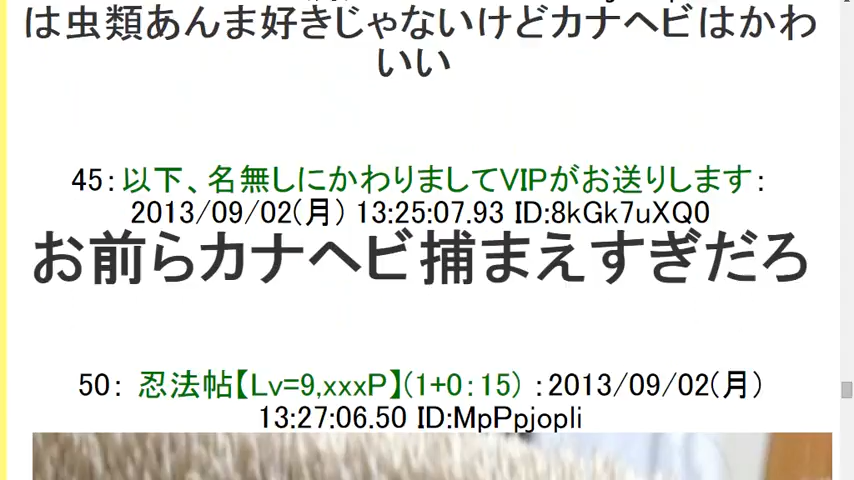 は虫類あんま好きじゃないけどカナヘビはかわ
いい
45：以下、名無しにかわりましてVIPがお送りします：
2013/09/02(月) 13:25:07.93 ID:8kGk7uXQ0
お前らカナヘビ捕まえすぎだろ
50： 忍法帖【Lv=9,xxxP】(1+0：15) ：2013/09/02(月)
13:27:06.50 ID:MpPpjopli